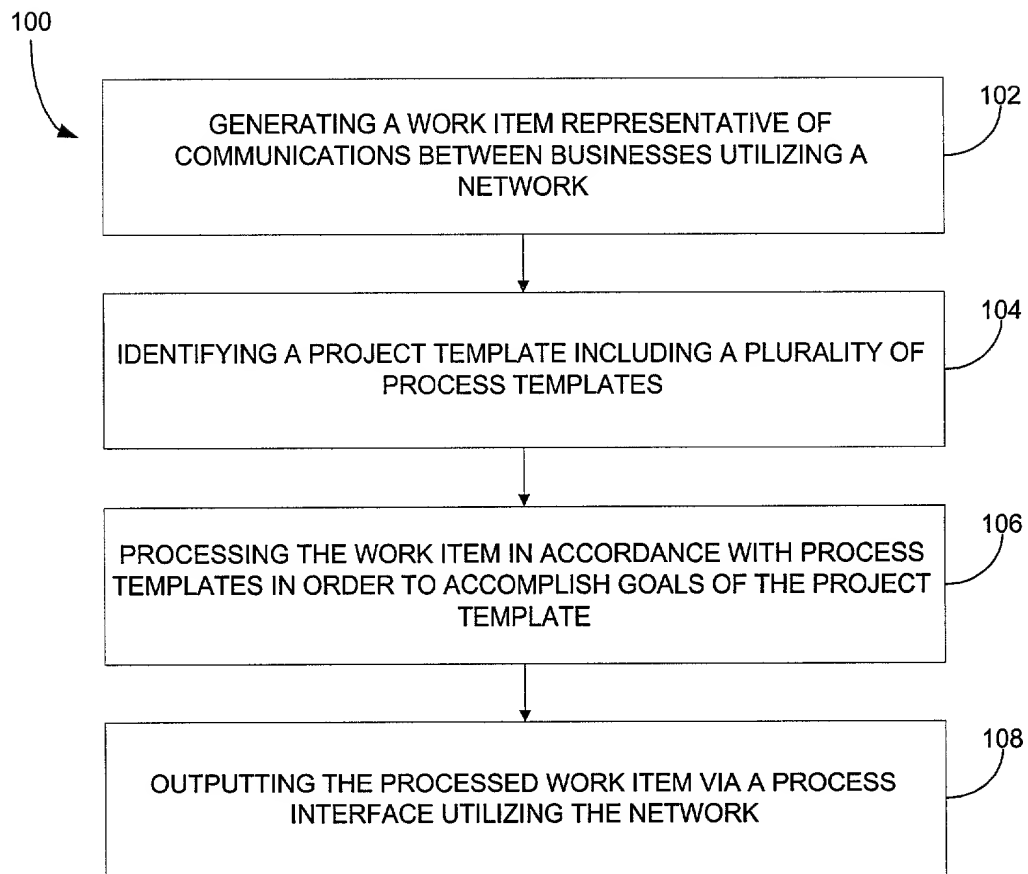 100
102
GENERATING A WORK ITEM REPRESENTATIVE OF
COMMUNICATIONS BETWEEN BUSINESSES UTILIZING A
NETWORK
104
IDENTIFYING A PROJECT TEMPLATE INCLUDING A PLURALITY OF
PROCESS TEMPLATES
106
PROCESSING THE WORK ITEM IN ACCORDANCE WITH PROCESS
TEMPLATES IN ORDER TO ACCOMPLISH GOALS OF THE PROJECT
TEMPLATE
108
OUTPUTTING THE PROCESSED WORK ITEM VIA A PROCESS
INTERFACE UTILIZING THE NETWORK